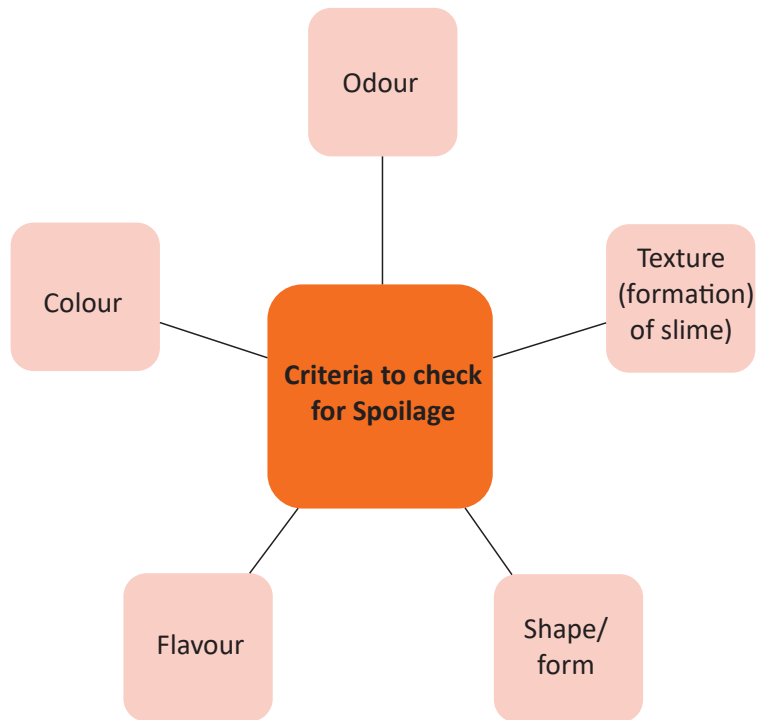 Odour
Colour
Texture
(formation)
of slime)
Criteria to check
for Spoilage
Flavour
Shape/
form